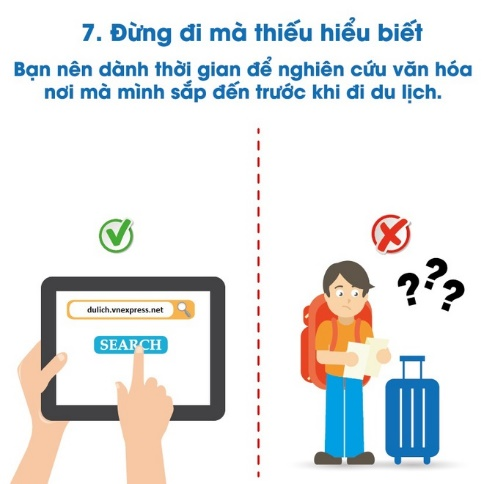 7. Đừng đi mà thiếu hiểu biết
Bạn nên dành thời gian để nghiên cứu văn hóa
nơi mà mình sắp đến trước khi đi du lịch.
dulich.vnexpress.net
SEARCH
???